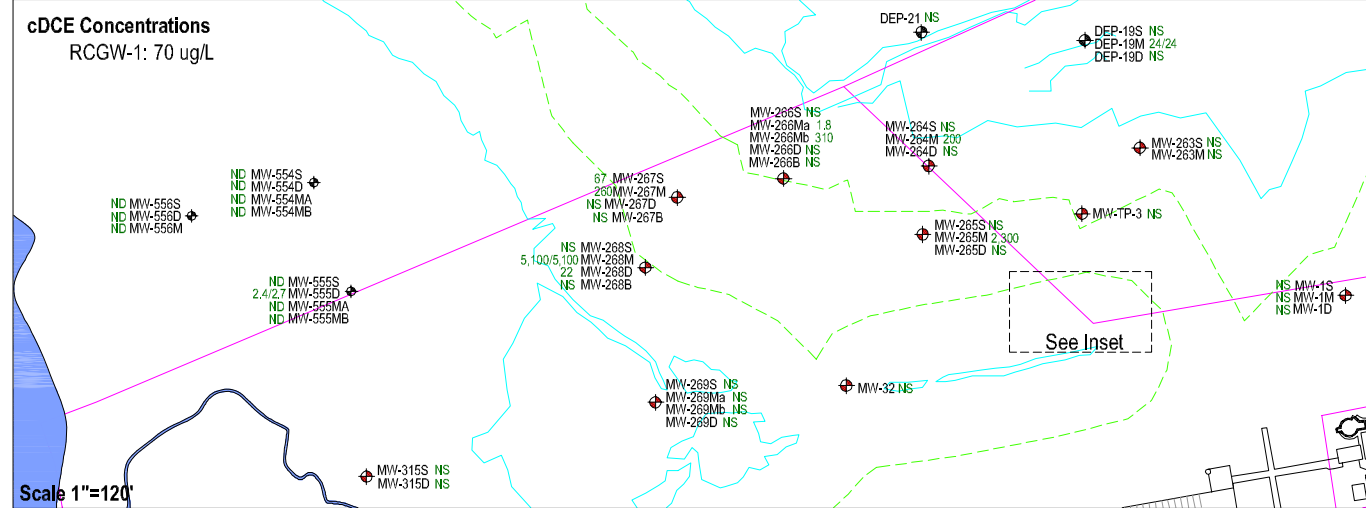 cDCE Concentrations
RCGW-1: 70 ug/L
DEP-21 NS
DEP-19S NS
DEP-19M 24/24
DEP-19D NS
MW-266S NS
MW-266Ma 1.8
MW-266Mb 310
MW-266D NS
MW-266B NS
MW-264S NS
MW-264M 200
MW-264D NS
MW-263S NS
MW-263M NS
ND MW-554S
ND MW-554D
ND MW-554MA
ND MW-554MB
67 MW-267S
260 MW-267M
NS MW-267D
NS MW-267B
ND MW-556S
ND MW-556D
ND MW-556M
MW-TP-3 NS
MW-265S NS
MW-265M 2,300
MW-265D NS
NS MW-268S
5,100/5,100 MW-268M
22 MW-268D
NS MW-268B
ND MW-555S
2.4/2.7 MW-555D
ND MW-555MA
ND MW-555MB
NS MW-1S
NS MW-1M
NS MW-1D
See Inset
MW-269S NS
MW-269Ma NS
MW-269Mb NS
MW-269D NS
MW-32 NS
MW-315S NS
MW-315D NS
Scale 1"=120'